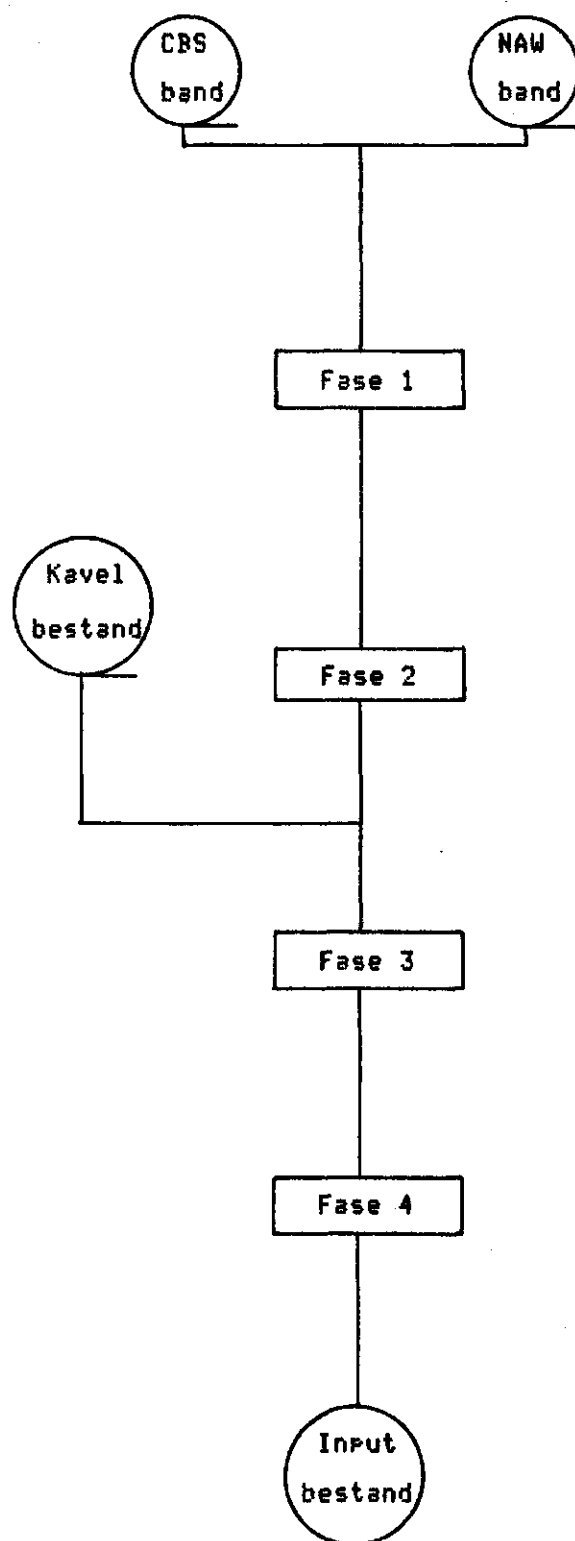 CBS
band
NAW
band
Fase 1
Kavel
bestand
Fase 2
Fase 3
Fase 4
Input
bestand